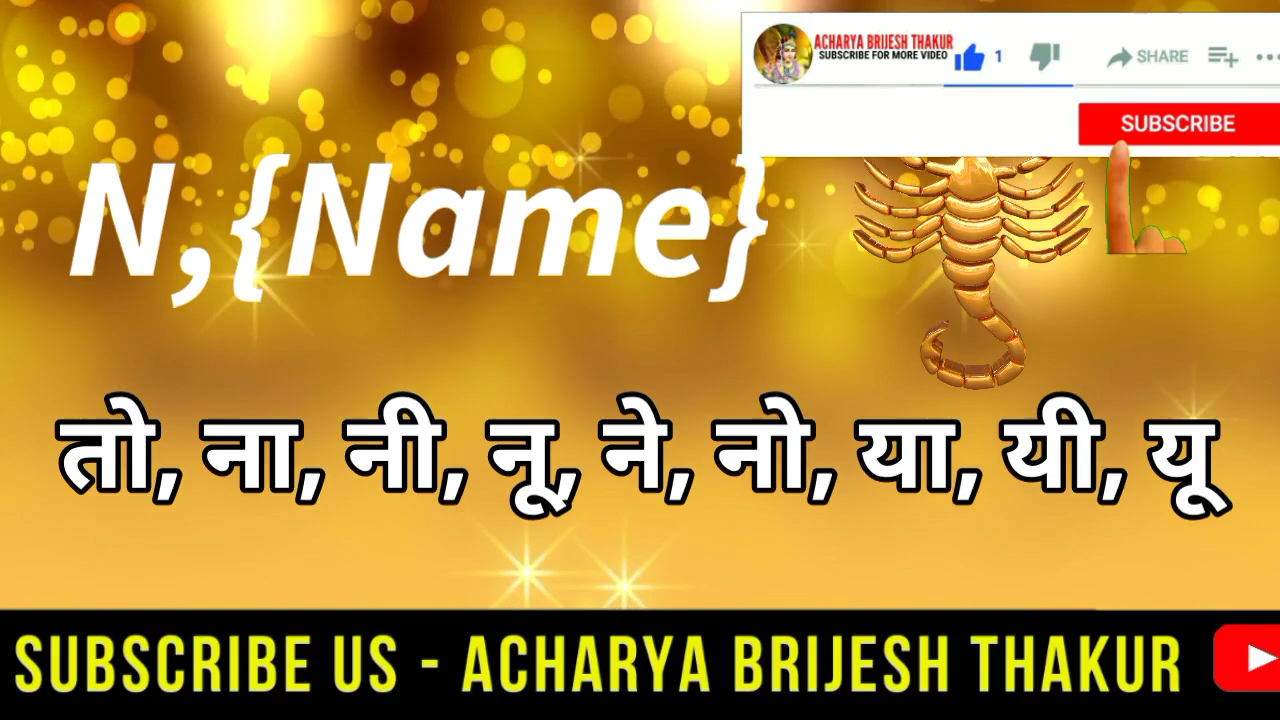 ACHARYA BRIJESH THAKUR
SUBSCRIBE FOR MORE VIDEO
1
SHARE
SUBSCRIBE
N,{Name}
तो, ना, नी, नू, ने, नो, या, यी, यू
SUBSCRIBE US - ACHARYA BRIJESH THAKUR